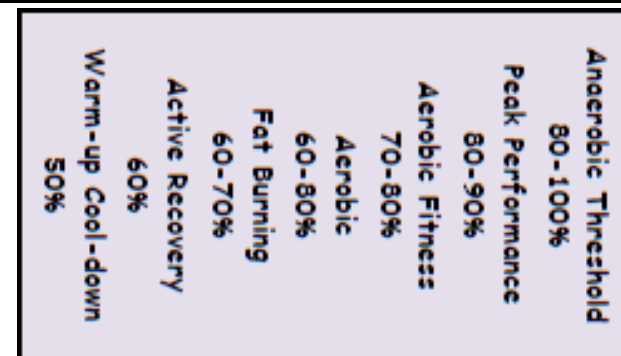 Anaerobic Threshold
80-100%
Peak Performance
80-90%
Aerobic Fitness
70-80%
Aerobic
60-80%
Fat Burning
60-70%
Active Recovery
60%
Warm-up Cool-down
50%